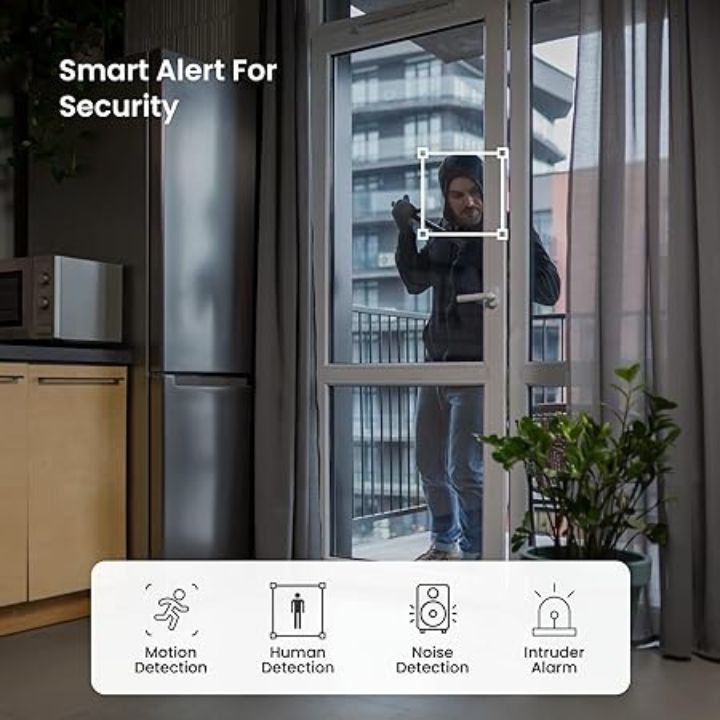 Smart Alert For
Security
Motion
Detection
Human
Detection
Noise
Detection
Intruder
Alarm